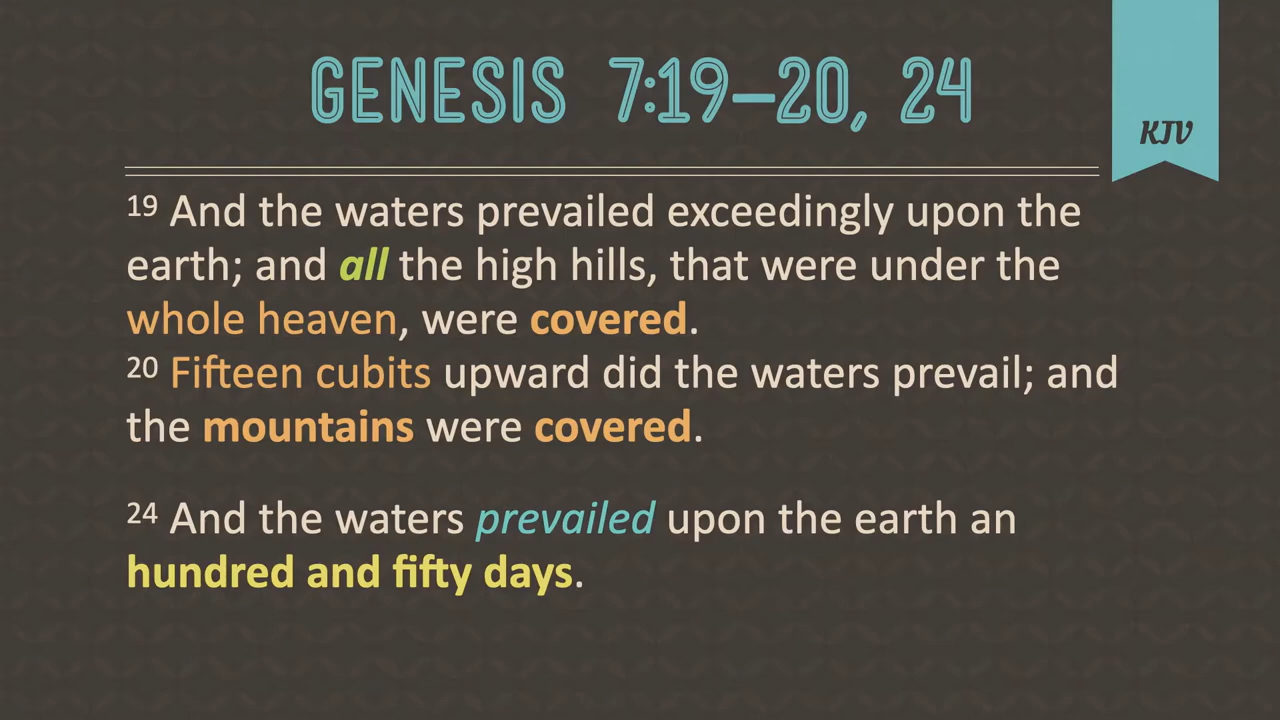 GENESIS 7:19–20, 24
KJV
19 And the waters prevailed exceedingly upon the
earth; and all the high hills, that were under the
whole heaven, were covered.
20 Fifteen cubits upward did the waters prevail; and
the mountains were covered.
24 And the waters prevailed upon the earth an
hundred and fifty days.